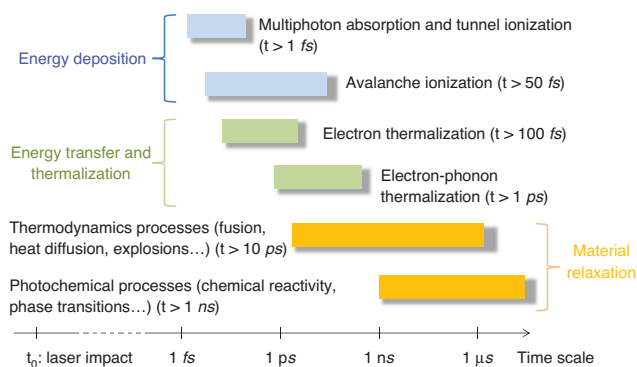 Multiphoton absorption and tunnel ionization
(t > 1 fs)
Energy deposition
Avalanche ionization (t > 50 fs)
Electron thermalization (t > 100 fs)
Energy transfer and
thermalization
Electron-phonon
thermalization (t > 1 ps)
Thermodynamics processes (fusion,
heat diffusion, explosions…) (t > 10 ps)
Material
relaxation
Photochemical processes (chemical reactivity,
phase transitions…) (t > 1 ns)
t₀: laser impact 1 fs 1 ps 1 ns 1 μs Time scale